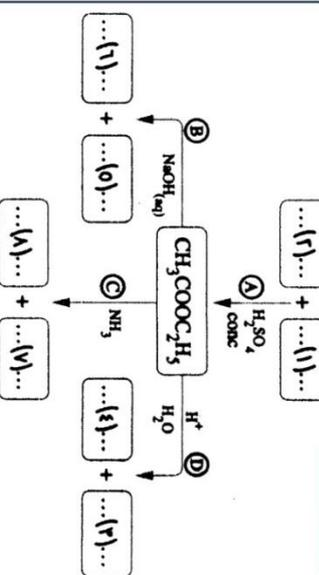 ...(٢)... + ...(١)...
Ⓐ H₂SO₄
conc
Ⓑ NaOH(aq) CH₃COOC₂H₅ H⁺ Ⓓ
H₂O
Ⓒ NH₃
...(٦)... + ...(٥)... ...(٤)... + ...(٣)...
...(٨)... + ...(٧)...